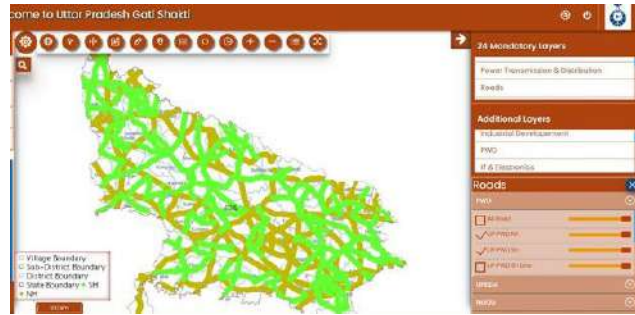 come to Uttar Pradesh Gati Shakti
24 Mandatory Layers
Power Transmission & Distribution
Roads
Additional Layers
Industrial Developement
PWD
IT & Electronics
Roads
PWD
UPEIDA
Village Boundary
Sub-District Boundary
District Boundary
State Boundary SH
NH